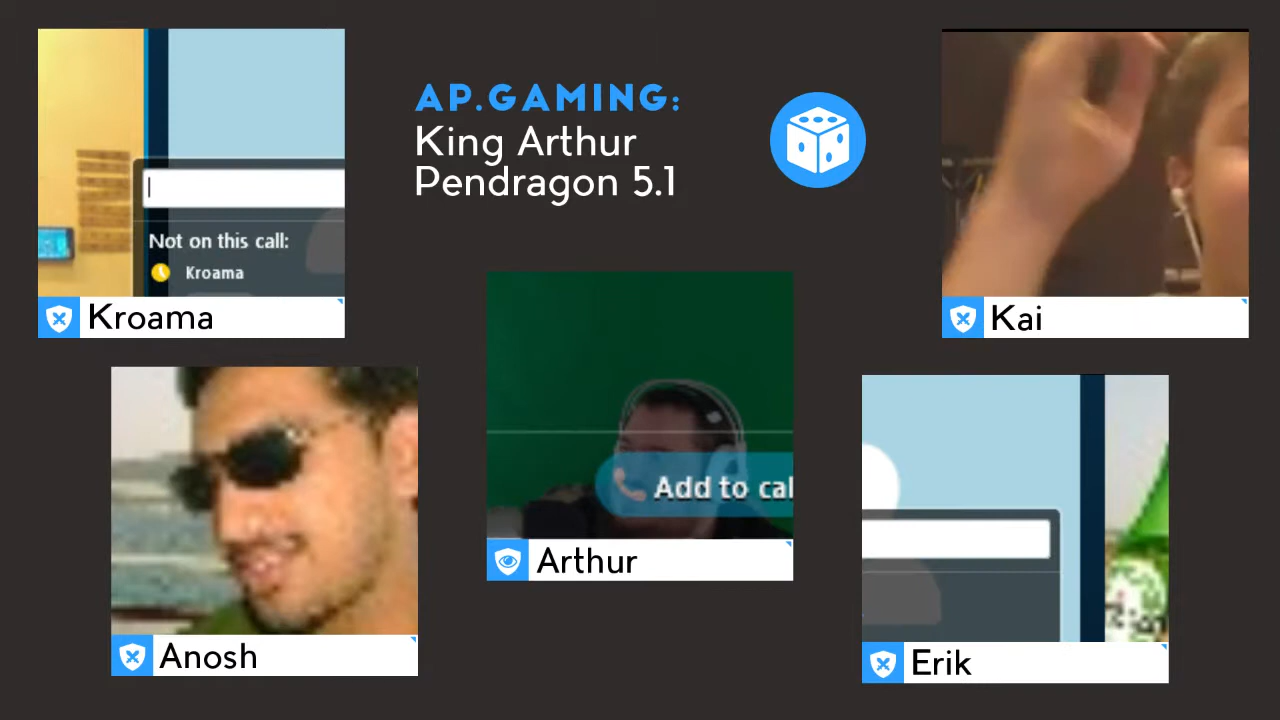 AP.GAMING:
King Arthur
Pendragon 5.1
Not on this call:
Kroama
Kroama
Kai
Add to cal
Arthur
Anosh
Erik